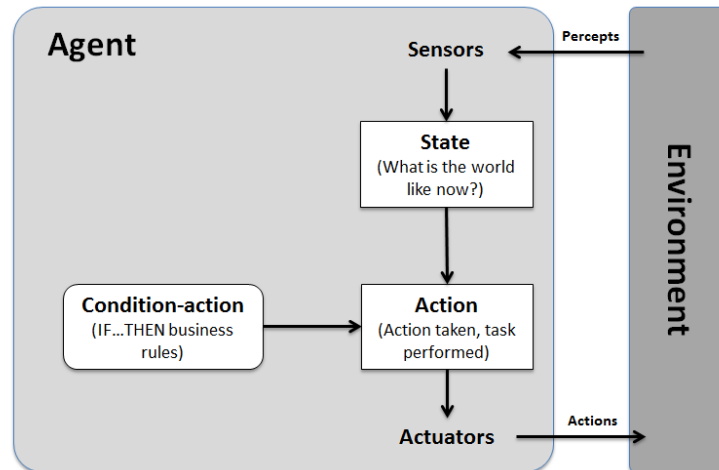 Agent
Sensors
Percepts
State
(What is the world
like now?)
Environment
Condition-action
(IF...THEN business
rules)
Action
(Action taken, task
performed)
Actuators
Actions